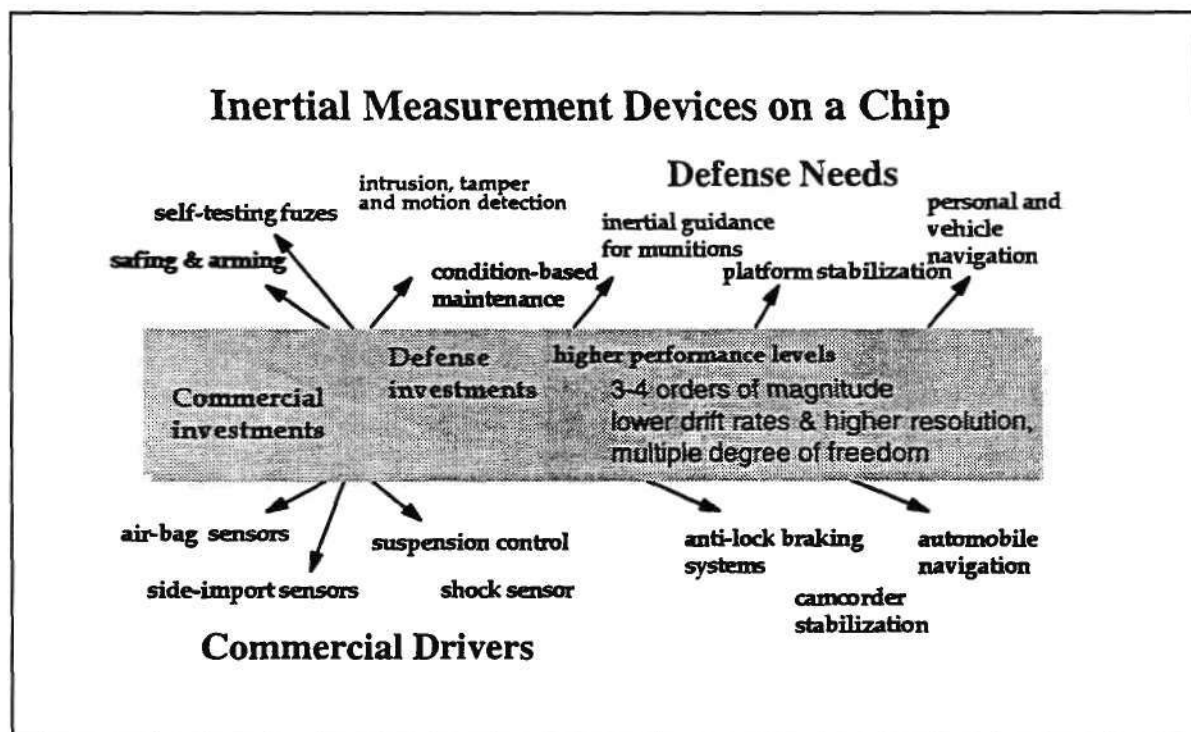 Inertial Measurement Devices on a Chip
Defense Needs
intrusion, tamper
and motion detection
self-testing fuzes
safing & arming
condition-based
maintenance
inertial guidance
for munitions
platform stabilization
personal and
vehicle
navigation
Commercial
investments
Defense
investments
higher performance levels
3-4 orders of magnitude
lower drift rates & higher resolution,
multiple degree of freedom
air-bag sensors
side-import sensors
suspension control
shock sensor
anti-lock braking
systems
camcorder
stabilization
automobile
navigation
Commercial Drivers